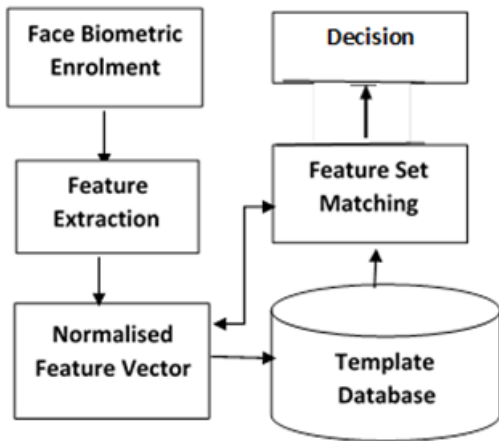 Face Biometric
Enrolment
Decision
Feature
Extraction
Feature Set
Matching
Normalised
Feature Vector
Template
Database